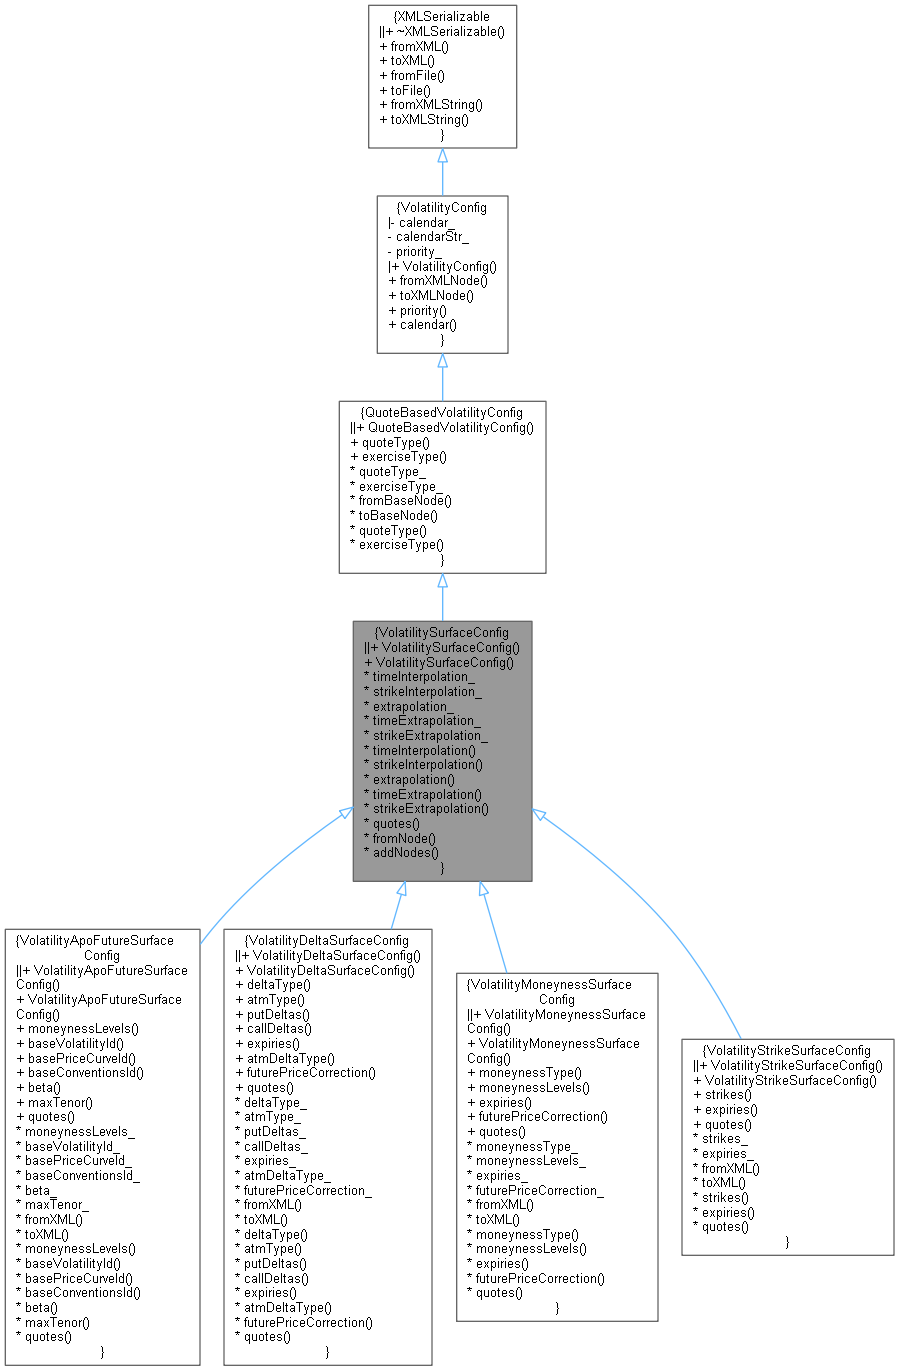 {XMLSerializable
||+ ~XMLSerializable()
+ fromXML()
+ toXML()
+ fromFile()
+ toFile()
+ fromXMLString()
+ toXMLString()
}
{VolatilityConfig
|- calendar_
- calendarStr_
- priority_
|+ VolatilityConfig()
+ fromXMLNode()
+ toXMLNode()
+ priority()
+ calendar()
}
{QuoteBasedVolatilityConfig
||+ QuoteBasedVolatilityConfig()
+ quoteType()
+ exerciseType()
* quoteType_
* exerciseType_
* fromBaseNode()
* toBaseNode()
* quoteType()
* exerciseType()
}
{VolatilitySurfaceConfig
||+ VolatilitySurfaceConfig()
+ VolatilitySurfaceConfig()
* timeInterpolation_
* strikeInterpolation_
* extrapolation_
* timeExtrapolation_
* strikeExtrapolation_
* timeInterpolation()
* strikeInterpolation()
* extrapolation()
* timeExtrapolation()
* strikeExtrapolation()
* quotes()
* fromNode()
* addNodes()
}
{VolatilityApoFutureSurface
Config
||+ VolatilityApoFutureSurface
Config()
+ VolatilityApoFutureSurface
Config()
+ moneynessLevels()
+ baseVolatilityId()
+ basePriceCurveId()
+ baseConventionsId()
+ beta()
+ maxTenor()
+ quotes()
* moneynessLevels_
* baseVolatilityId_
* basePriceCurveId_
* baseConventionsId_
* beta_
* maxTenor_
* fromXML()
* toXML()
* moneynessLevels()
* baseVolatilityId()
* basePriceCurveId()
* baseConventionsId()
* beta()
* maxTenor()
* quotes()
}
{VolatilityDeltaSurfaceConfig
||+ VolatilityDeltaSurfaceConfig()
+ VolatilityDeltaSurfaceConfig()
+ deltaType()
+ atmType()
+ putDeltas()
+ callDeltas()
+ expiries()
+ atmDeltaType()
+ futurePriceCorrection()
+ quotes()
* deltaType_
* atmType_
* putDeltas_
* callDeltas_
* expiries_
* atmDeltaType_
* futurePriceCorrection_
* fromXML()
* toXML()
* deltaType()
* atmType()
* putDeltas()
* callDeltas()
* expiries()
* atmDeltaType()
* futurePriceCorrection()
* quotes()
}
{VolatilityMoneynessSurface
Config
||+ VolatilityMoneynessSurface
Config()
+ VolatilityMoneynessSurface
Config()
+ moneynessType()
+ moneynessLevels()
+ expiries()
+ futurePriceCorrection()
+ quotes()
* moneynessType_
* moneynessLevels_
* expiries_
* futurePriceCorrection_
* fromXML()
* toXML()
* moneynessType()
* moneynessLevels()
* expiries()
* futurePriceCorrection()
* quotes()
}
{VolatilityStrikeSurfaceConfig
||+ VolatilityStrikeSurfaceConfig()
+ VolatilityStrikeSurfaceConfig()
+ strikes()
+ expiries()
+ quotes()
* strikes_
* expiries_
* fromXML()
* toXML()
* strikes()
* expiries()
* quotes()
}